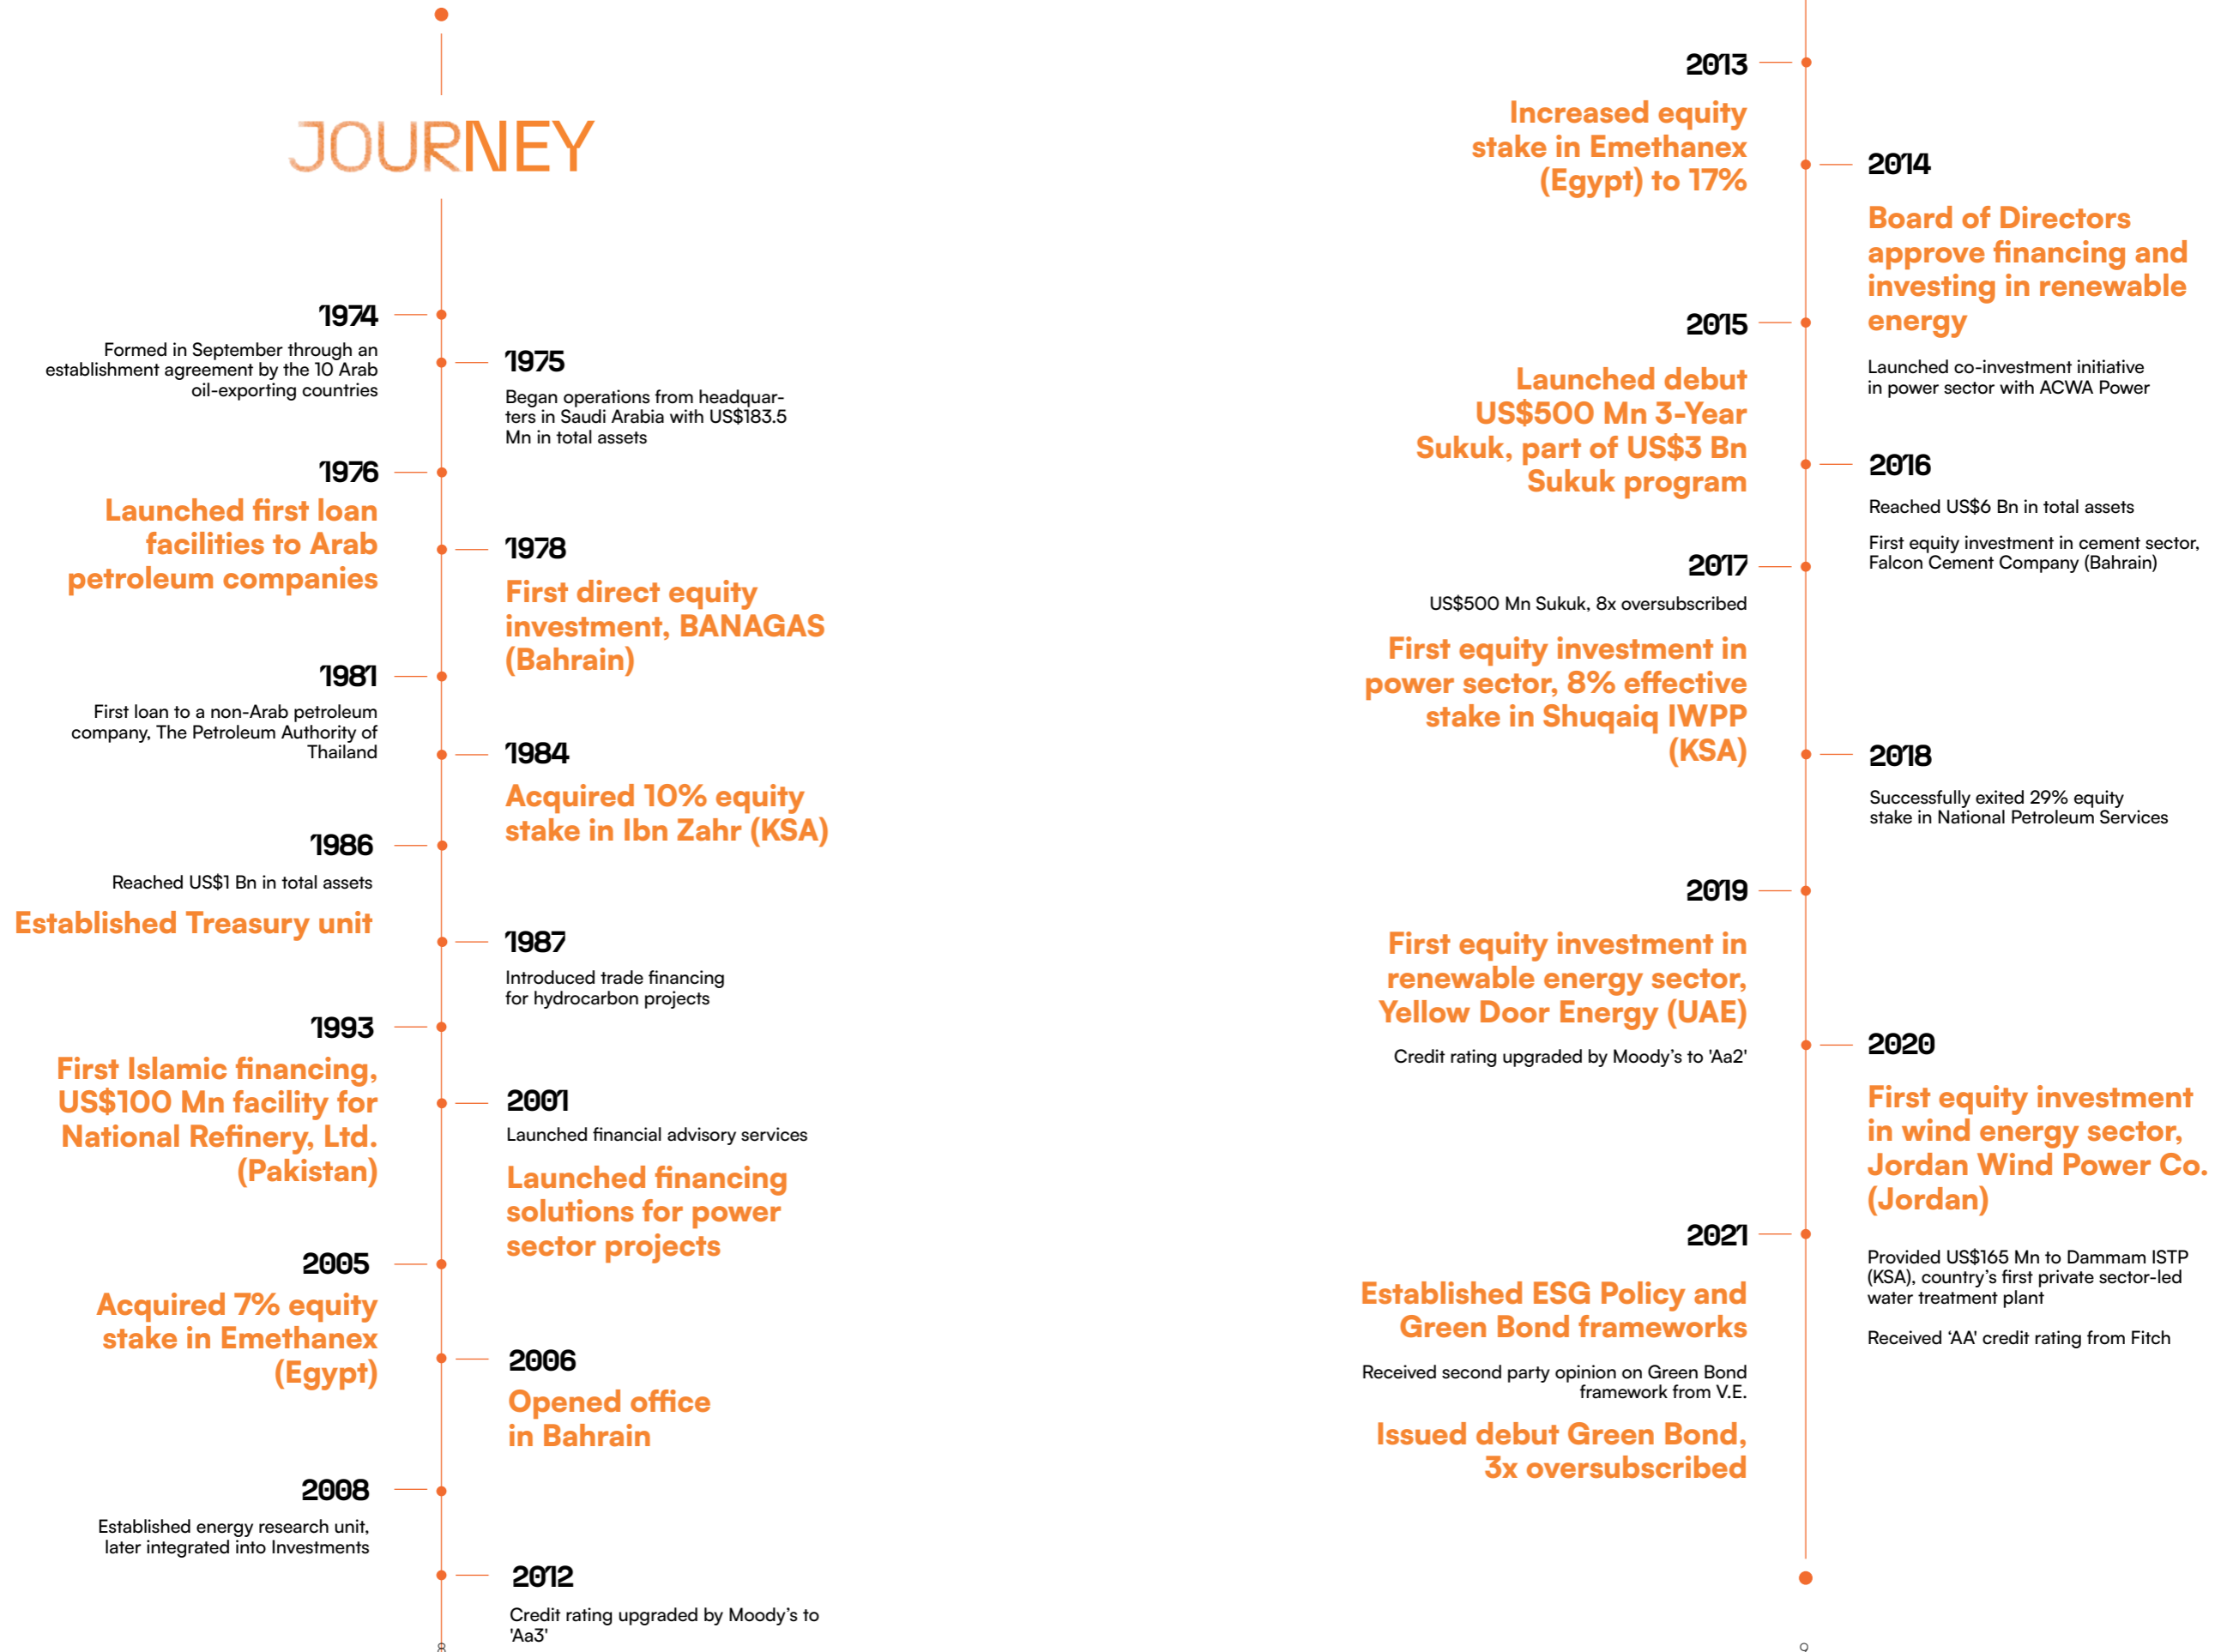 JOURNEY
1974
Formed in September through an
establishment agreement by the 10 Arab
oil-exporting countries
1975
Began operations from headquar-
ters in Saudi Arabia with US$183.5
Mn in total assets
1976
Launched first loan
facilities to Arab
petroleum companies
1978
First direct equity
investment, BANAGAS
(Bahrain)
1981
First loan to a non-Arab petroleum
company, The Petroleum Authority of
Thailand
1984
Acquired 10% equity
stake in Ibn Zahr (KSA)
1986
Reached US$1 Bn in total assets
Established Treasury unit
1987
Introduced trade financing
for hydrocarbon projects
1993
First Islamic financing,
US$100 Mn facility for
National Refinery, Ltd.
(Pakistan)
2001
Launched financial advisory services
Launched financing
solutions for power
sector projects
2005
Acquired 7% equity
stake in Emethanex
(Egypt)
2006
Opened office
in Bahrain
2008
Established energy research unit,
later integrated into Investments
2012
Credit rating upgraded by Moody’s to
'Aa3'
8
2013
Increased equity
stake in Emethanex
(Egypt) to 17%
2014
Board of Directors
approve financing and
investing in renewable
energy
Launched co-investment initiative
in power sector with ACWA Power
2015
Launched debut
US$500 Mn 3-Year
Sukuk, part of US$3 Bn
Sukuk program
2016
Reached US$6 Bn in total assets
First equity investment in cement sector,
Falcon Cement Company (Bahrain)
2017
US$500 Mn Sukuk, 8x oversubscribed
First equity investment in
power sector, 8% effective
stake in Shuqaiq IWPP
(KSA)
2018
Successfully exited 29% equity
stake in National Petroleum Services
2019
First equity investment in
renewable energy sector,
Yellow Door Energy (UAE)
Credit rating upgraded by Moody’s to 'Aa2'
2020
First equity investment
in wind energy sector,
Jordan Wind Power Co.
(Jordan)
Provided US$165 Mn to Dammam ISTP
(KSA), country’s first private sector-led
water treatment plant
Received ‘AA' credit rating from Fitch
2021
Established ESG Policy and
Green Bond frameworks
Received second party opinion on Green Bond
framework from V.E.
Issued debut Green Bond,
3x oversubscribed
9